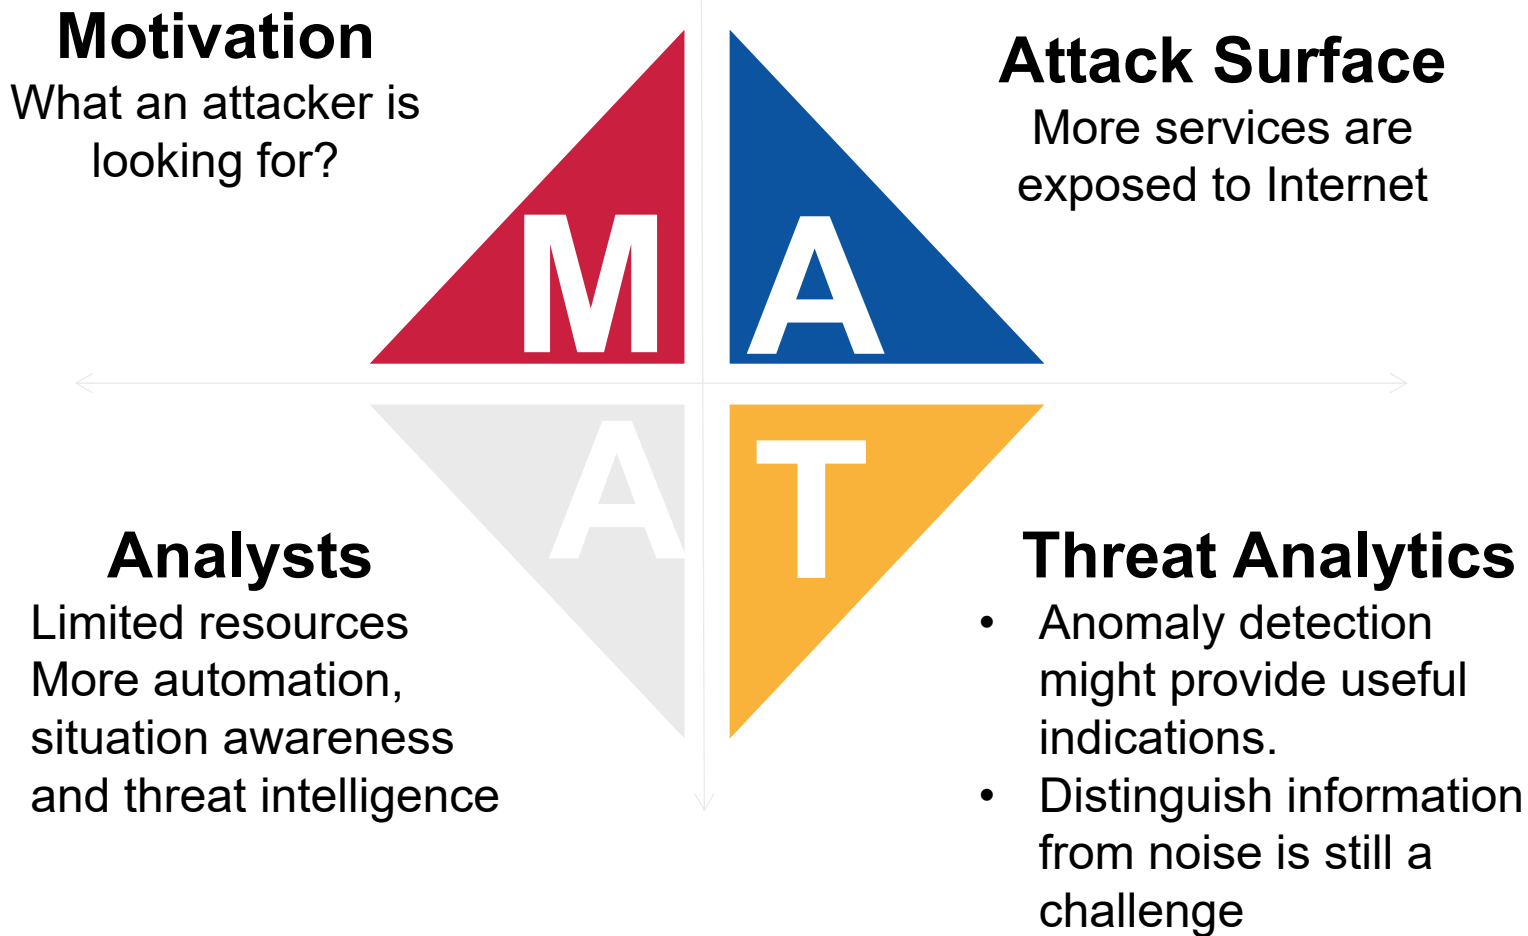 Motivation
What an attacker is
looking for?
Attack Surface
More services are
exposed to Internet
M
A
A
T
Analysts
Limited resources
More automation,
situation awareness
and threat intelligence
Threat Analytics
• Anomaly detection
might provide useful
indications.
• Distinguish information
from noise is still a
challenge